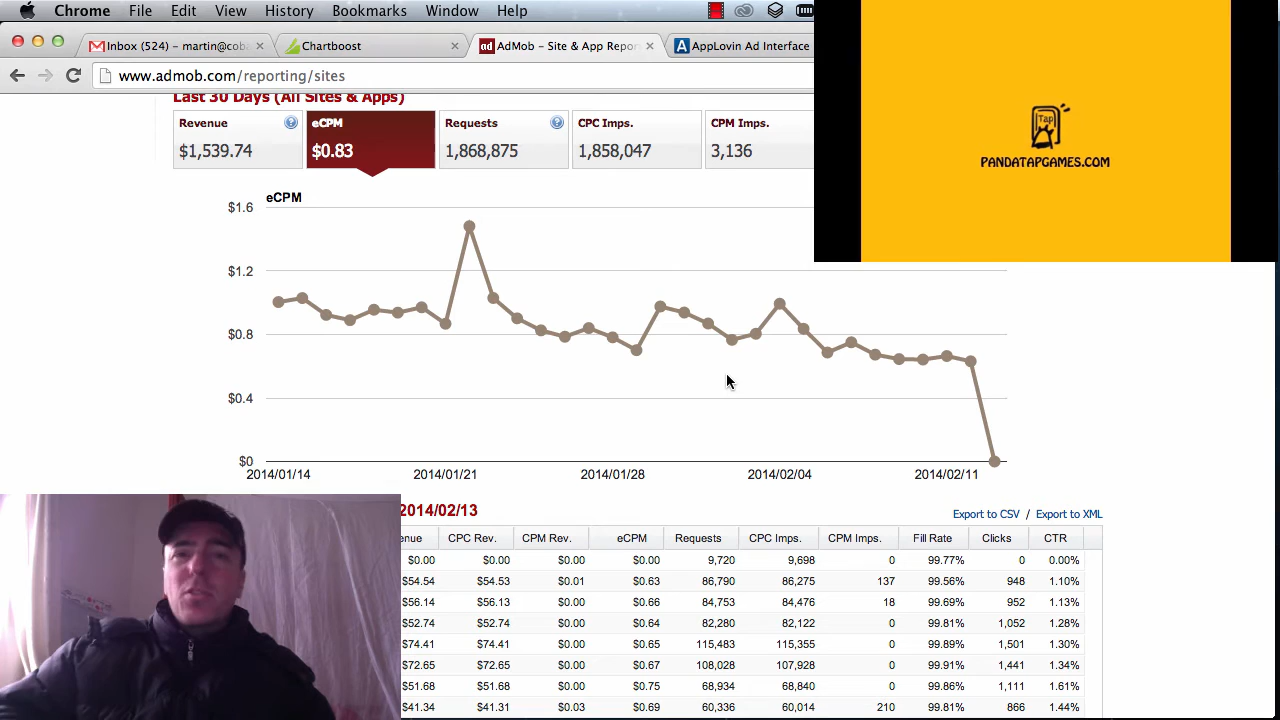 Chrome File Edit View History Bookmarks Window Help
Inbox (524) – martin@cob
Chartboost
AdMob – Site & App Repor
AppLovin Ad Interface
www.admob.com/reporting/sites
Last 30 Days (All Sites & Apps)
Revenue eCPM Requests CPC Imps. CPM Imps.
$1,539.74 $0.83 1,868,875 1,858,047 3,136
Tap
PANDATAPGAMES.COM
eCPM
$1.6
$1.2
$0.8
$0.4
$0
2014/01/14 2014/01/21 2014/01/28 2014/02/04 2014/02/11
2014/02/13
Export to CSV / Export to XML
enue CPC Rev. CPM Rev. eCPM Requests CPC Imps. CPM Imps. Fill Rate Clicks CTR
$0.00 $0.00 $0.00 $0.00 9,720 9,698 0 99.77% 0 0.00%
$54.54 $54.53 $0.01 $0.63 86,790 86,275 137 99.56% 948 1.10%
$56.14 $56.13 $0.00 $0.66 84,753 84,476 18 99.69% 952 1.13%
$52.74 $52.74 $0.00 $0.64 82,280 82,122 0 99.81% 1,052 1.28%
$74.41 $74.41 $0.00 $0.65 115,483 115,355 0 99.89% 1,501 1.30%
$72.65 $72.65 $0.00 $0.67 108,028 107,928 0 99.91% 1,441 1.34%
$51.68 $51.68 $0.00 $0.75 68,934 68,840 0 99.86% 1,111 1.61%
$41.34 $41.31 $0.03 $0.69 60,014 210 99.81% 866 1.44%